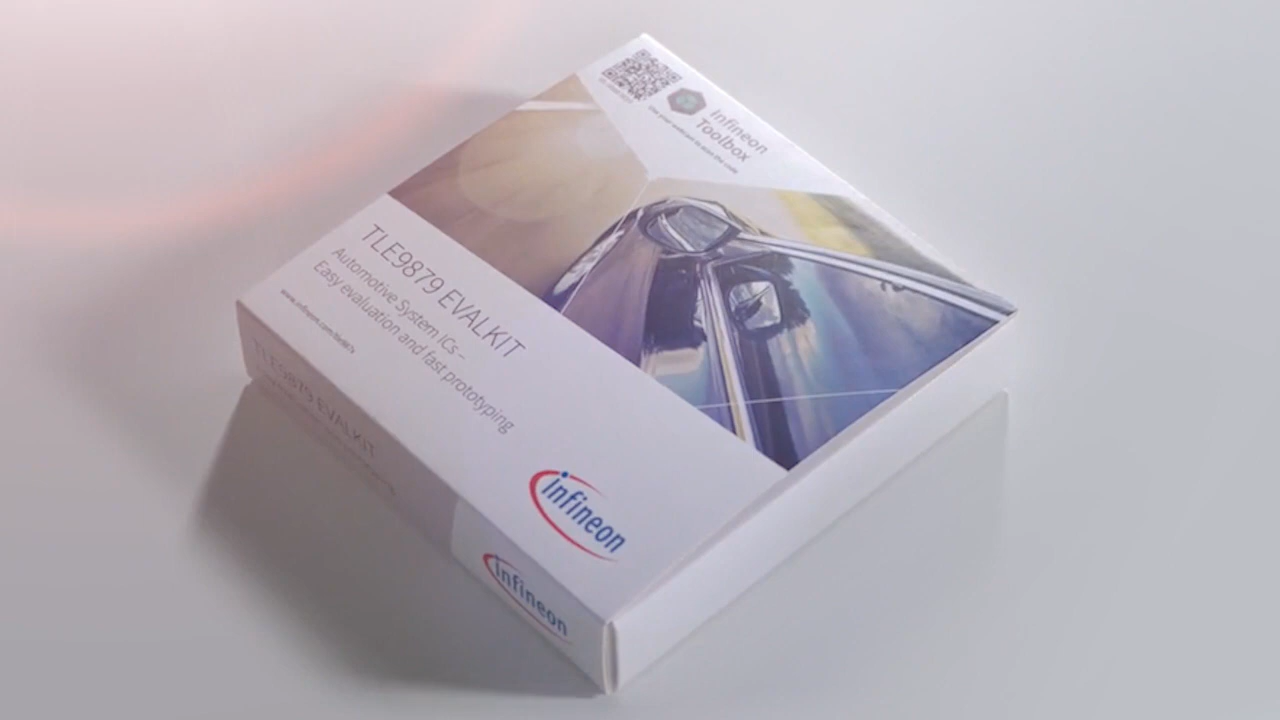 Infineon
Toolbox
TLE9879 EVALKIT
Automotive System ICs –
Easy evaluation and fast prototyping
infineon
TLE9879 EVALKIT
infineon